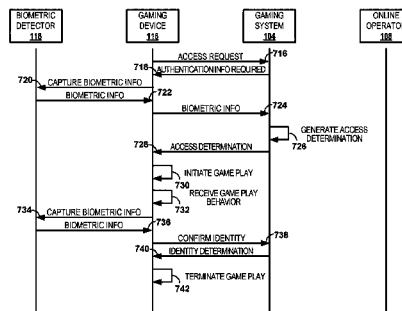 BIOMETRIC DETECTOR 118
GAMING DEVICE 116
GAMING SYSTEM 104
ONLINE OPERATOR 108
ACCESS REQUEST 716
718 AUTHENTICATION INFO REQUIRED
720 CAPTURE BIOMETRIC INFO
BIOMETRIC INFO 722
BIOMETRIC INFO 724
GENERATE ACCESS DETERMINATION
726
728 ACCESS DETERMINATION
INITIATE GAME PLAY
730
RECEIVE GAME PLAY BEHAVIOR
732
734 CAPTURE BIOMETRIC INFO
BIOMETRIC INFO 736
CONFIRM IDENTITY 738
740 IDENTITY DETERMINATION
TERMINATE GAME PLAY
742